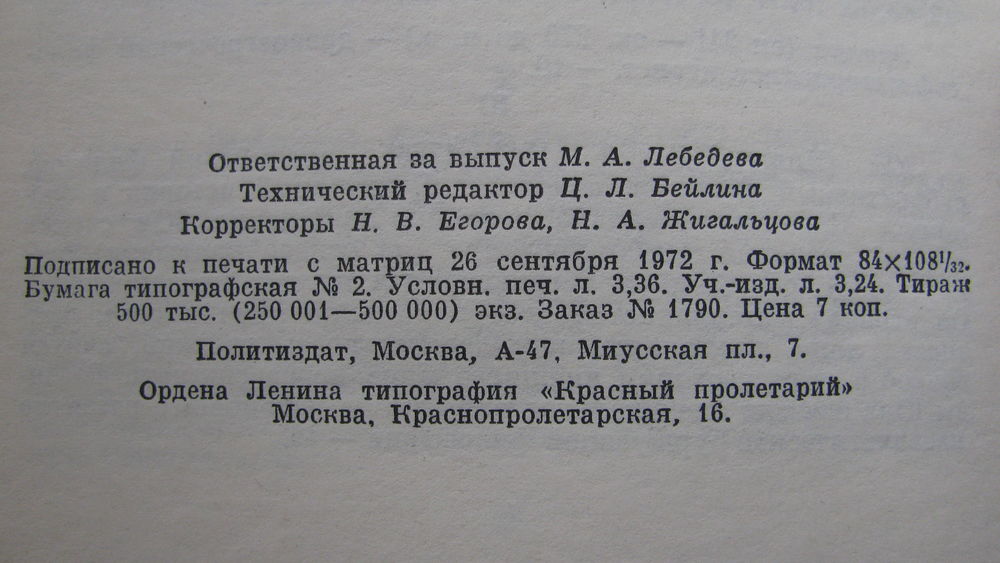 Ответственная за выпуск М. А. Лебедева
Технический редактор Ц. Л. Бейлина
Корректоры Н. В. Егорова, Н. А. Жигальцова
Подписано к печати с матриц 26 сентября 1972 г. Формат 84×108¹/₃₂.
Бумага типографская № 2. Условн. печ. л. 3,36. Уч.-изд. л. 3,24. Тираж
500 тыс. (250 001—500 000) экз. Заказ № 1790. Цена 7 коп.
Политиздат, Москва, А-47, Миусская пл., 7.
Ордена Ленина типография «Красный пролетарий»
Москва, Краснопролетарская, 16.